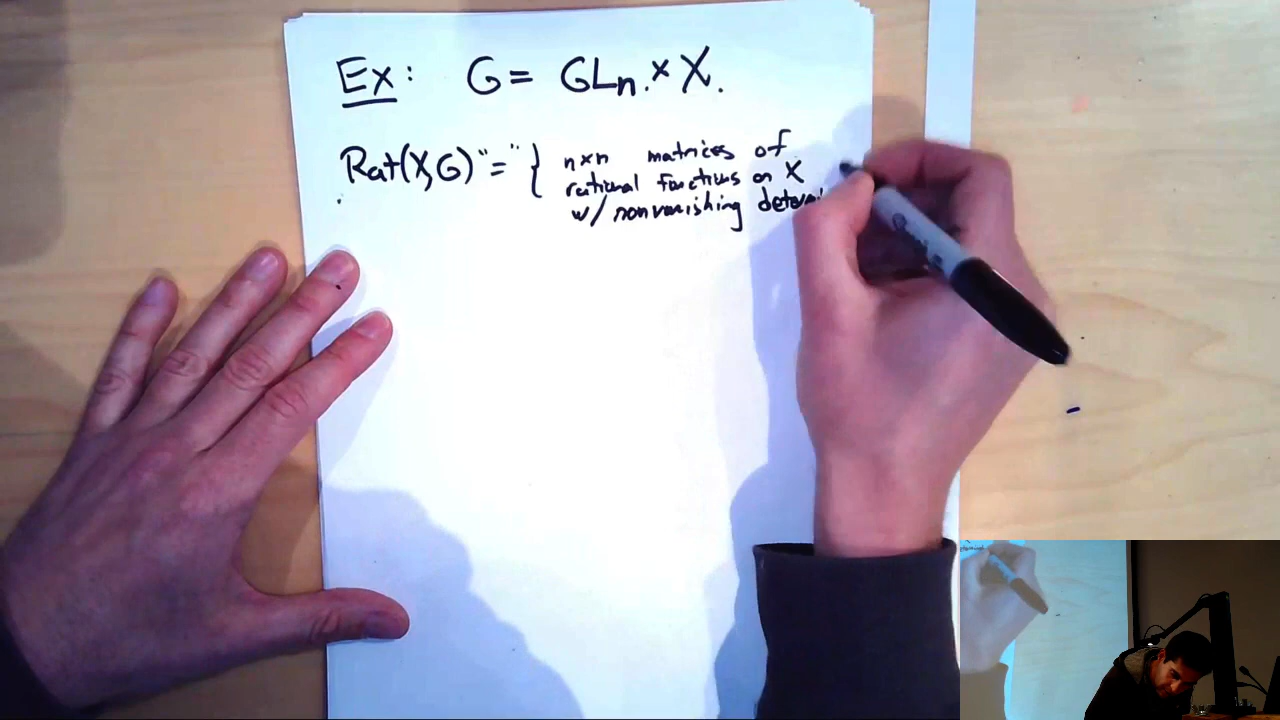 Ex: G = GLn × X.
Rat(X,G) "=" { n×n matrices of
rational functions on X
w/ nonvanishing